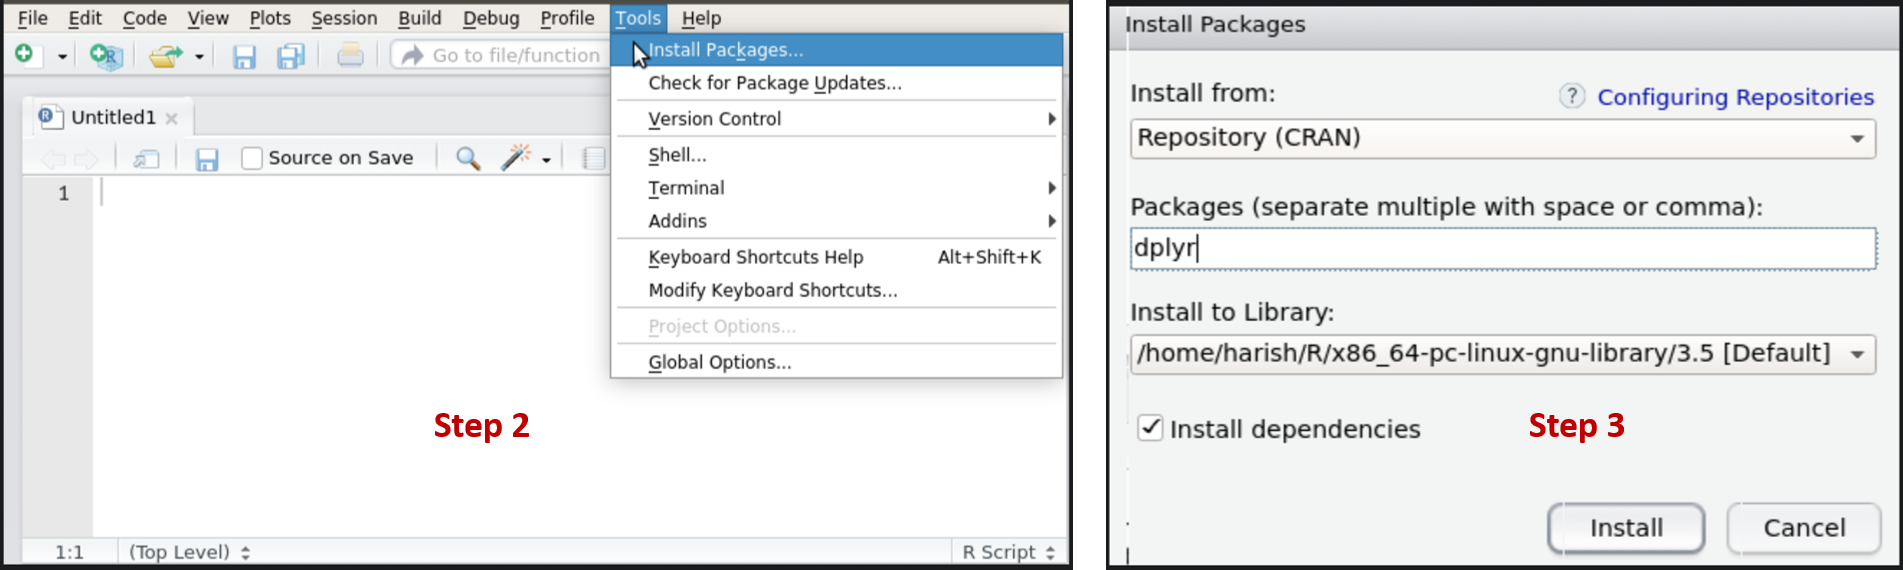 File Edit Code View Plots Session Build Debug Profile Tools Help
Go to file/function
Install Packages...
Check for Package Updates...
Untitled1
Version Control
Source on Save
Shell...
Terminal
1
Addins
Keyboard Shortcuts Help Alt+Shift+K
Modify Keyboard Shortcuts...
Project Options...
Global Options...
Step 2
1:1 (Top Level) R Script
Install Packages
Install from: ? Configuring Repositories
Repository (CRAN)
Packages (separate multiple with space or comma):
dplyr
Install to Library:
/home/harish/R/x86_64-pc-linux-gnu-library/3.5 [Default]
Install dependencies
Step 3
Install Cancel